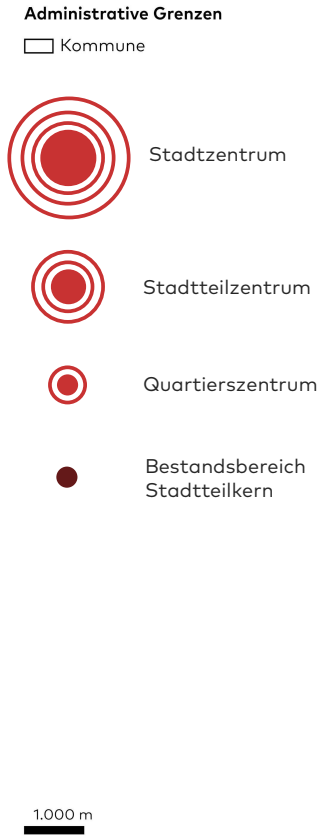 Administrative Grenzen
Kommune
Stadtzentrum
Stadtteilzentrum
Quartierszentrum
Bestandsbereich
Stadtteilkern
1.000 m